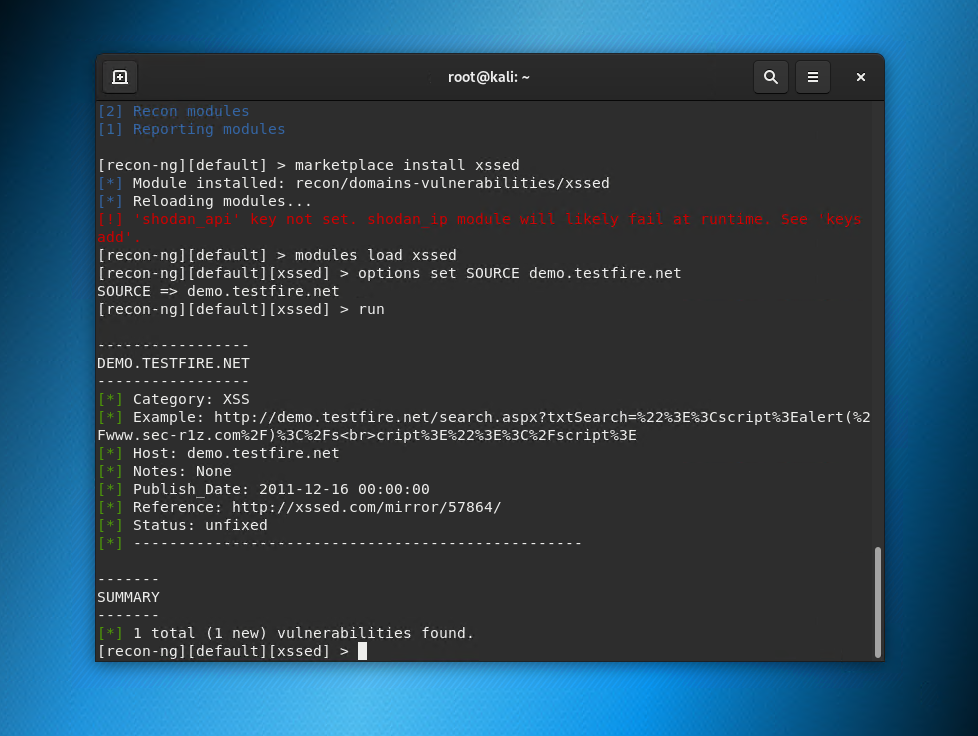 root@kali: ~
[2] Recon modules
[1] Reporting modules
[recon-ng][default] > marketplace install xssed
[*] Module installed: recon/domains-vulnerabilities/xssed
[*] Reloading modules...
[!] 'shodan_api' key not set. shodan_ip module will likely fail at runtime. See 'keys
add'.
[recon-ng][default] > modules load xssed
[recon-ng][default][xssed] > options set SOURCE demo.testfire.net
SOURCE => demo.testfire.net
[recon-ng][default][xssed] > run
-----------------
DEMO.TESTFIRE.NET
-----------------
[*] Category: XSS
[*] Example: http://demo.testfire.net/search.aspx?txtSearch=%22%3E%3Cscript%3Ealert(%2
Fwww.sec-r1z.com%2F)%3C%2Fs<br>cript%3E%22%3E%3C%2Fscript%3E
[*] Host: demo.testfire.net
[*] Notes: None
[*] Publish_Date: 2011-12-16 00:00:00
[*] Reference: http://xssed.com/mirror/57864/
[*] Status: unfixed
[*] --------------------------------------------------
-------
SUMMARY
-------
[*] 1 total (1 new) vulnerabilities found.
[recon-ng][default][xssed] >